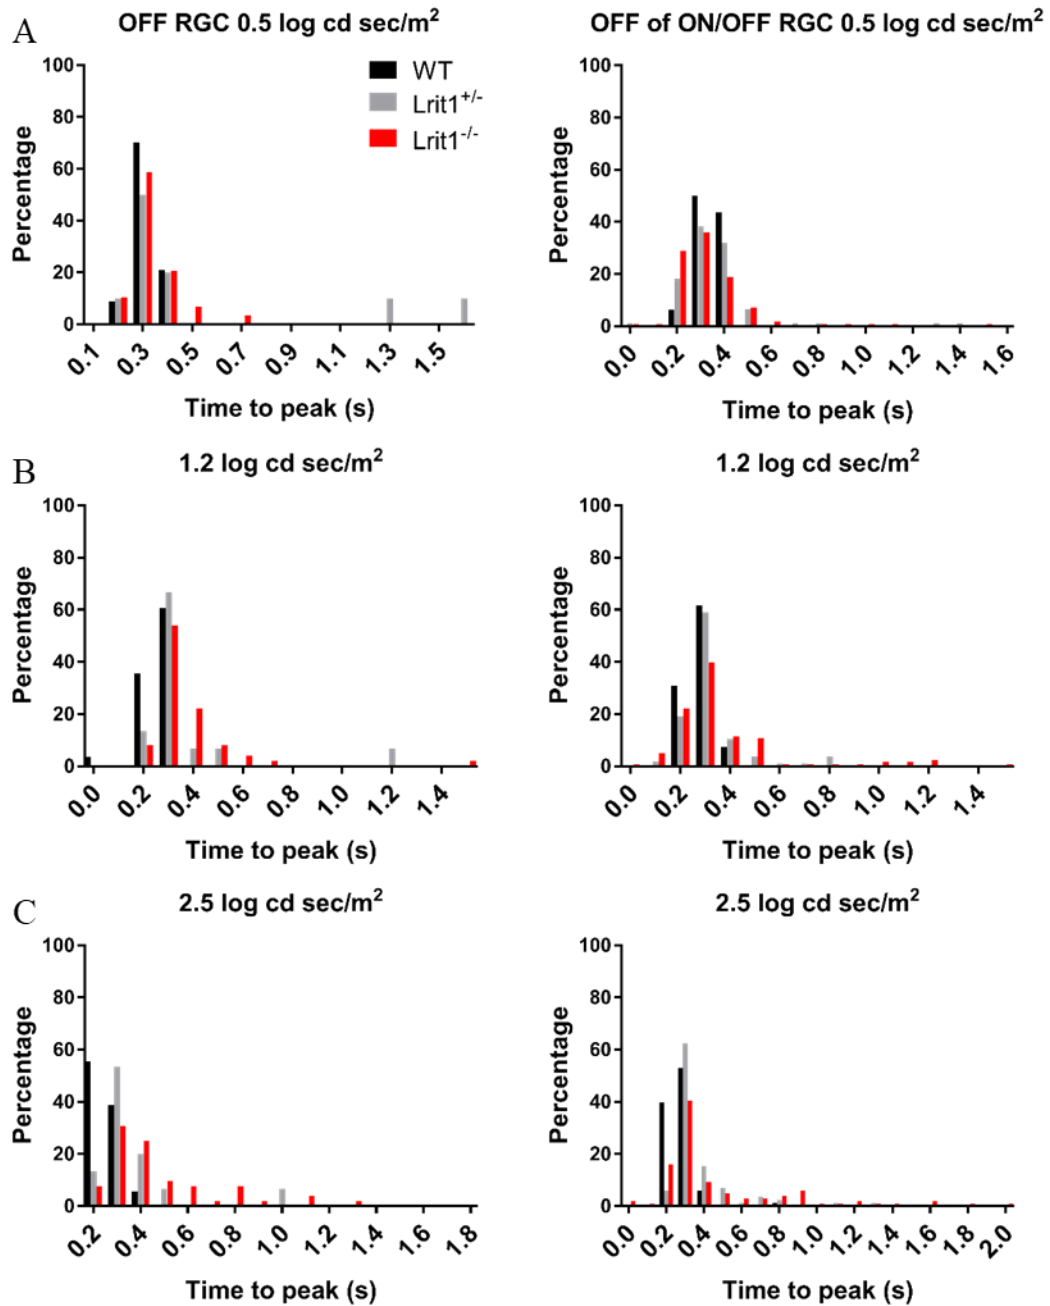 A
OFF RGC 0.5 log cd sec/m²
OFF of ON/OFF RGC 0.5 log cd sec/m²
WT
Lrit1+/-
Lrit1-/-
Percentage
100
80
60
40
20
0
0.1 0.3 0.5 0.7 0.9 1.1 1.3 1.5
Time to peak (s)
Percentage
100
80
60
40
20
0
0.0 0.2 0.4 0.6 0.8 1.0 1.2 1.4 1.6
Time to peak (s)
B
1.2 log cd sec/m²
1.2 log cd sec/m²
Percentage
100
80
60
40
20
0
0.0 0.2 0.4 0.6 0.8 1.0 1.2 1.4
Time to peak (s)
Percentage
100
80
60
40
20
0
0.0 0.2 0.4 0.6 0.8 1.0 1.2 1.4
Time to peak (s)
C
2.5 log cd sec/m²
2.5 log cd sec/m²
Percentage
100
80
60
40
20
0
0.2 0.4 0.6 0.8 1.0 1.2 1.4 1.6 1.8
Time to peak (s)
Percentage
100
80
60
40
20
0
0.0 0.2 0.4 0.6 0.8 1.0 1.2 1.4 1.6 1.8 2.0
Time to peak (s)